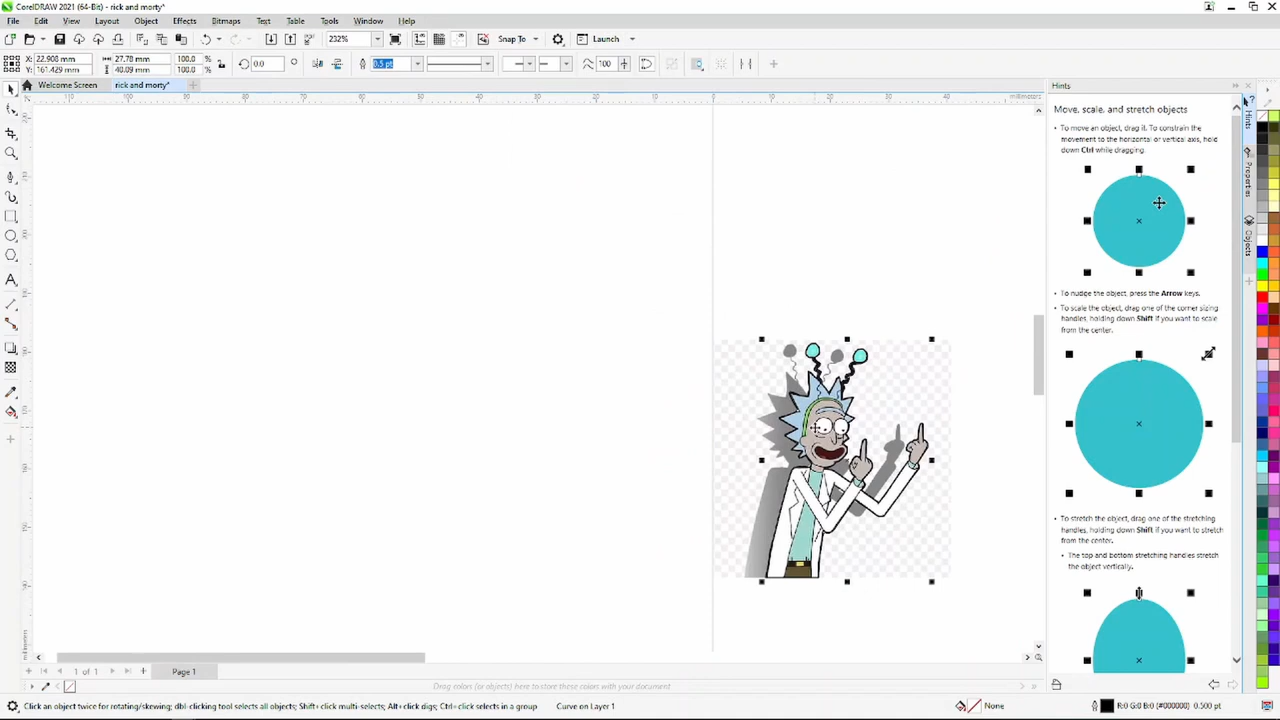 CorelDRAW 2021 (64-Bit) - rick and morty*
File Edit View Layout Object Effects Bitmaps Text Table Tools Window Help
232% Snap To Launch
X: 22.908 mm 27.78 mm 100.0 %
Y: 161.429 mm 40.09 mm 100.0 %
0.0 0.5 pt 100
Welcome Screen rick and morty*
millimeters
Hints
Move, scale, and stretch objects
• To move an object, drag it. To constrain the
movement to the horizontal or vertical axis, hold
down Ctrl while dragging.
• To nudge the object, press the Arrow keys.
• To scale the object, drag one of the corner sizing
handles, holding down Shift if you want to scale
from the center.
• To stretch the object, drag one of the stretching
handles, holding down Shift if you want to stretch
from the center.
• The top and bottom stretching handles stretch
the object vertically.
Hints
Properties
Objects
millimeters
1 of 1 Page 1
Drag colors (or objects) here to store these colors with your document
Click an object twice for rotating/skewing; dbl-clicking tool selects all objects; Shift+click multi-selects; Alt+click digs; Ctrl+click selects in a group Curve on Layer 1 None R:0 G:0 B:0 (#000000) 0.500 pt